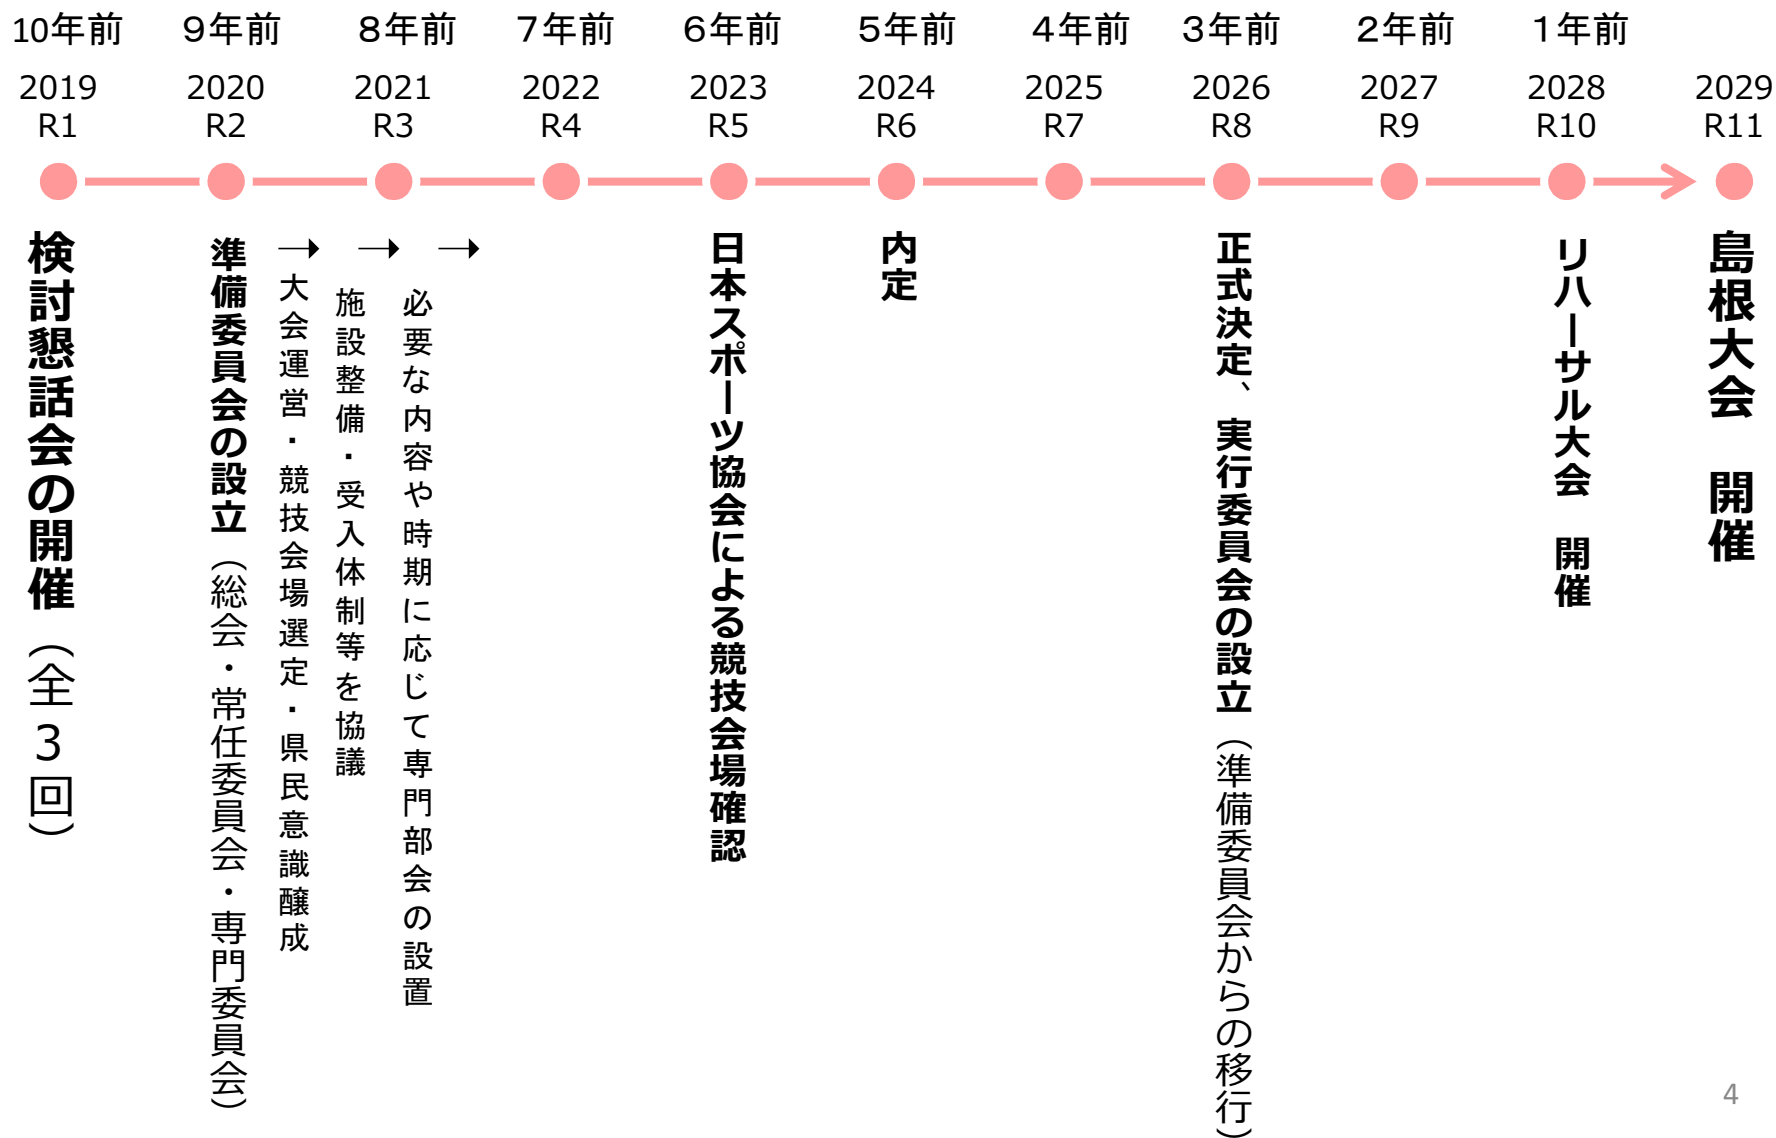 10年前 9年前 8年前 7年前 6年前 5年前 4年前 3年前 2年前 1年前
2019 2020 2021 2022 2023 2024 2025 2026 2027 2028 2029
R1 R2 R3 R4 R5 R6 R7 R8 R9 R10 R11
検討懇話会の開催（全3回）
準備委員会の設立（総会・常任委員会・専門委員会）
→ → →
大会運営・競技会場選定・県民意識醸成
施設整備・受入体制等を協議
必要な内容や時期に応じて専門部会の設置
日本スポーツ協会による競技会場確認
内定
正式決定、実行委員会の設立（準備委員会からの移行）
リハーサル大会 開催
島根大会 開催
4